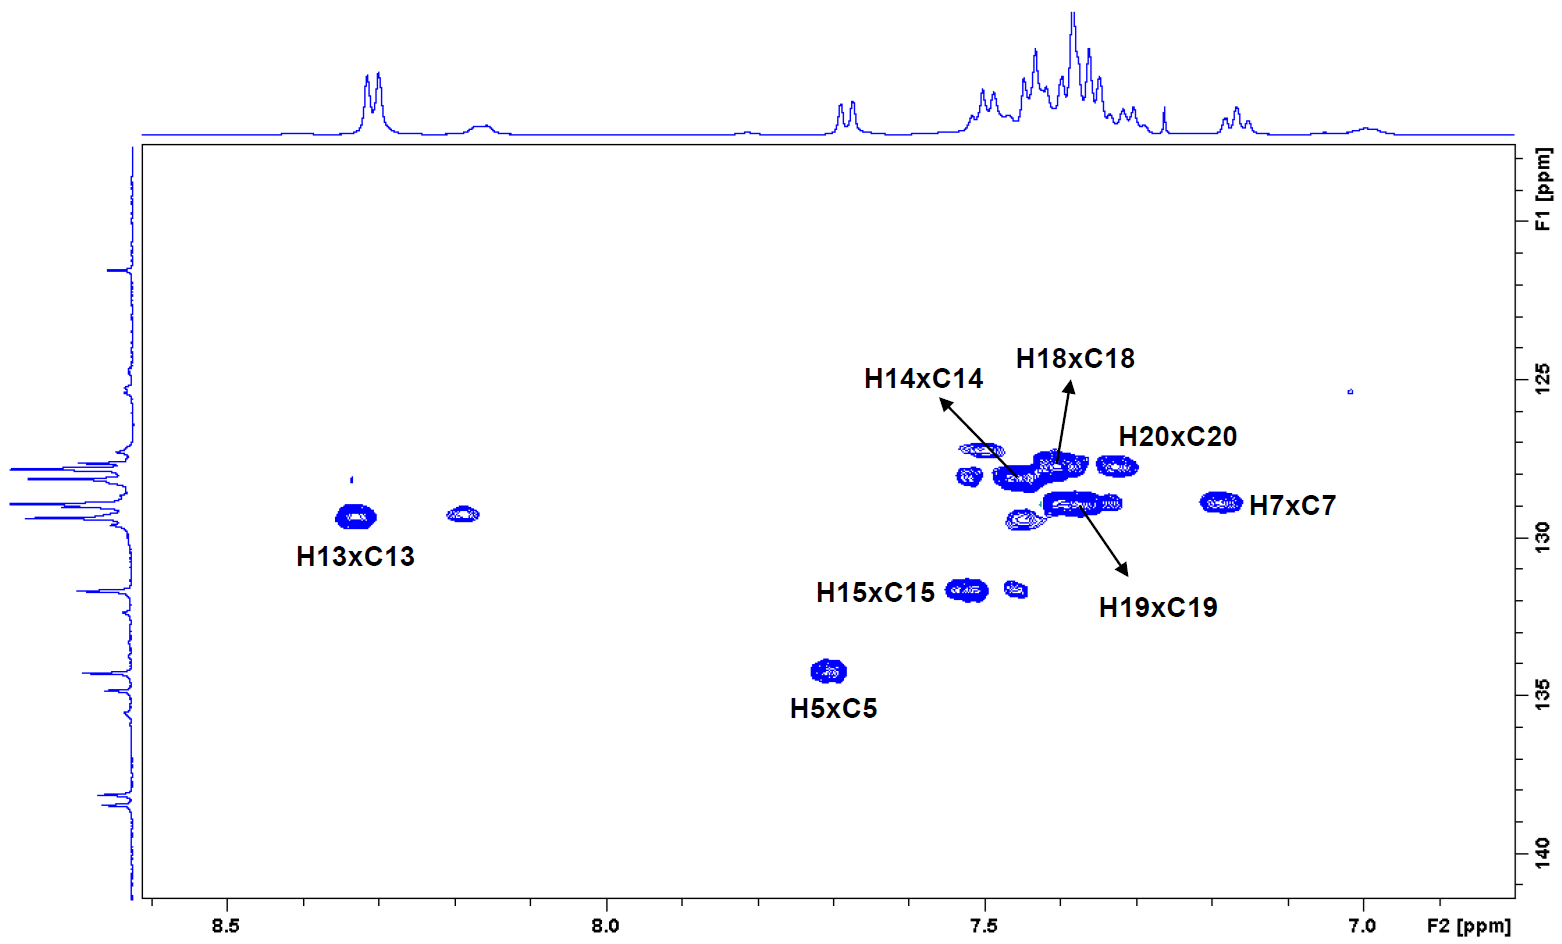 F1 [ppm]
H18xC18
H14xC14
125
H20xC20
H7xC7
130
H13xC13
H15xC15
H19xC19
135
H5xC5
140
8.5 8.0 7.5 7.0 F2 [ppm]